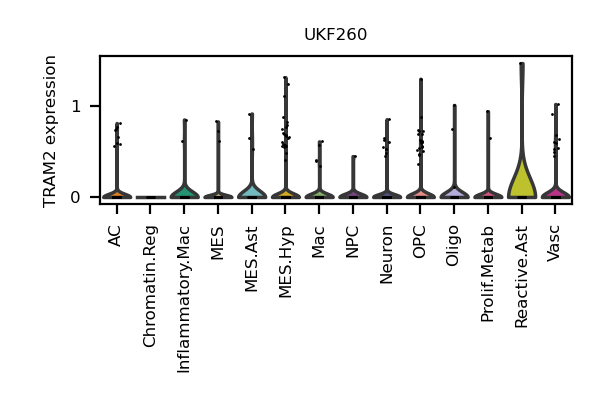 UKF260
TRAM2 expression
1
0
AC
Chromatin.Reg
Inflammatory.Mac
MES
MES.Ast
MES.Hyp
Mac
NPC
Neuron
OPC
Oligo
Prolif.Metab
Reactive.Ast
Vasc